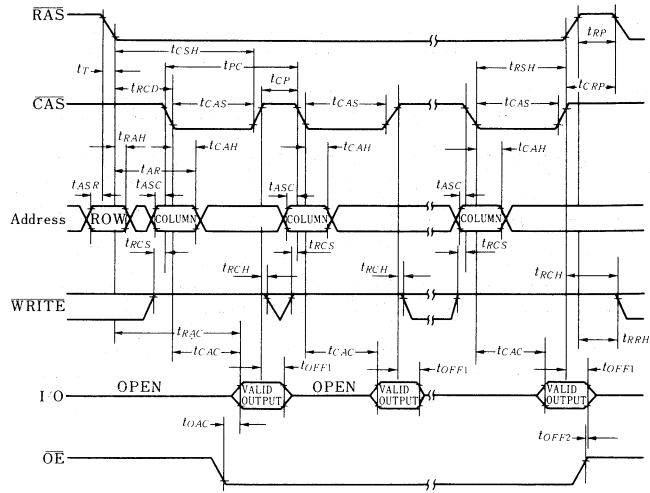 RAS
tRP
tCSH
tT
tPC
tRSH
tCRP
tRCD
tCP
CAS
tCAS
tCAS
tCAS
tRAH
tCAH
tCAH
tCAH
tAR
tASR
tASC
tASC
tASC
Address
ROW
COLUMN
COLUMN
COLUMN
tRCS
tRCS
tRCS
tRCH
tRCH
tRCH
WRITE
tRAC
tRRH
tCAC
tOFF1
tCAC
tOFF1
tCAC
tOFF1
I/O
OPEN
VALID OUTPUT
OPEN
VALID OUTPUT
VALID OUTPUT
tOAC
tOFF2
OE